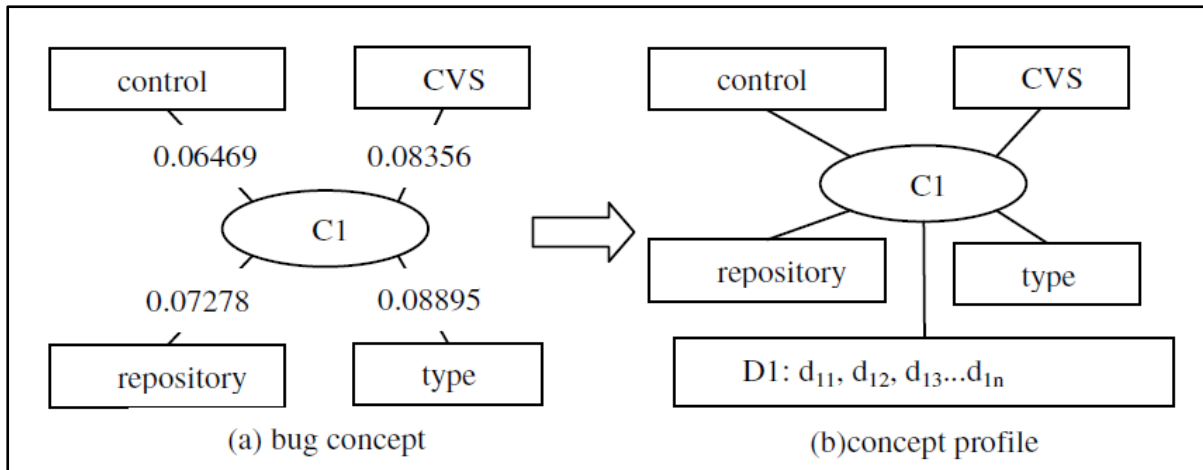 control
CVS
0.06469
0.08356
C1
0.07278
0.08895
repository
type
(a) bug concept
control
CVS
C1
repository
type
D1: d₁₁, d₁₂, d₁₃...d₁ₙ
(b)concept profile